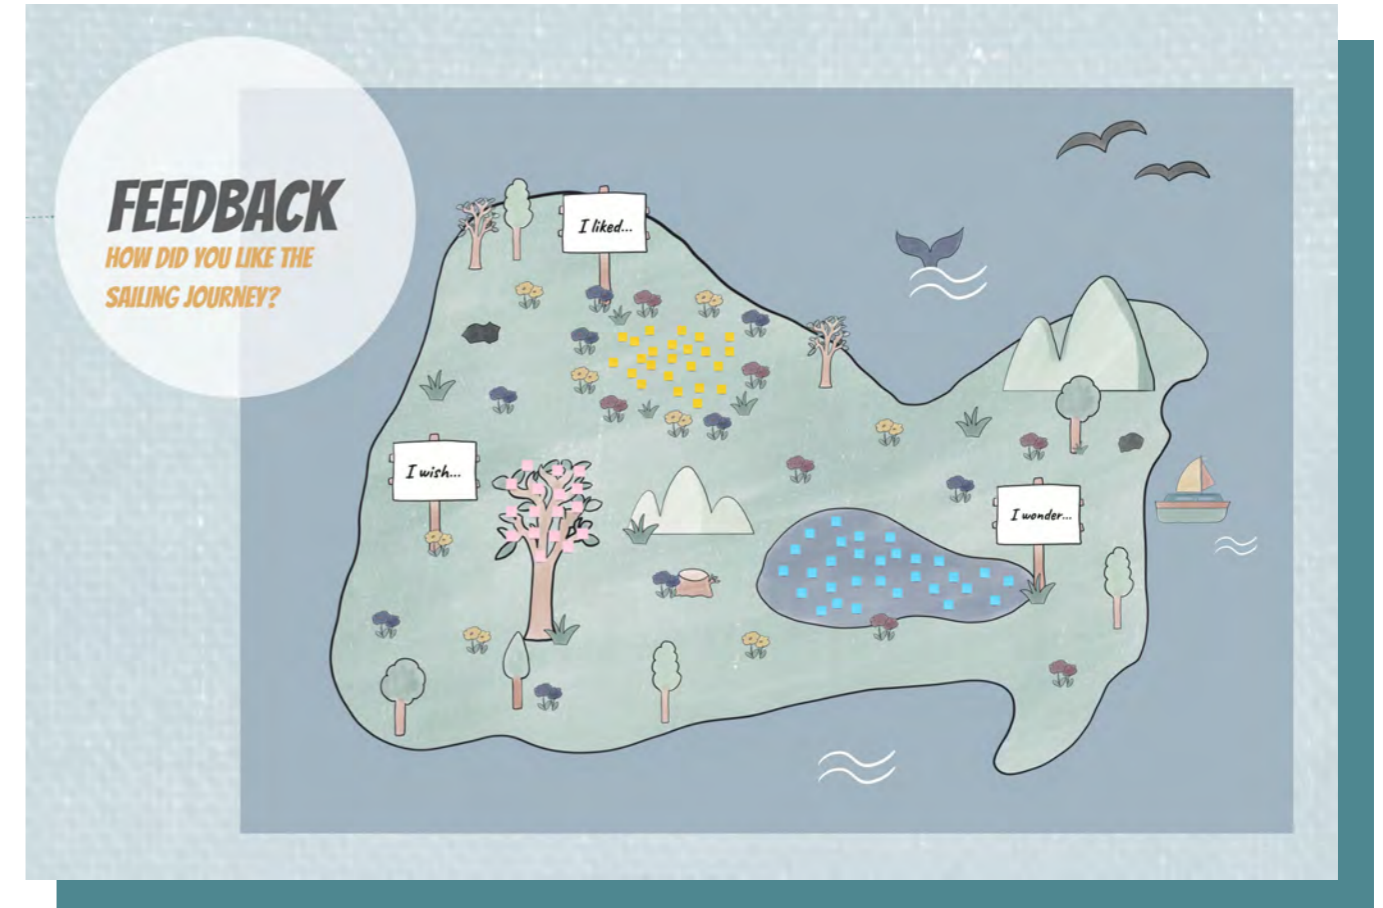 FEEDBACK
HOW DID YOU LIKE THE
SAILING JOURNEY?
I liked...
I wish...
I wonder...